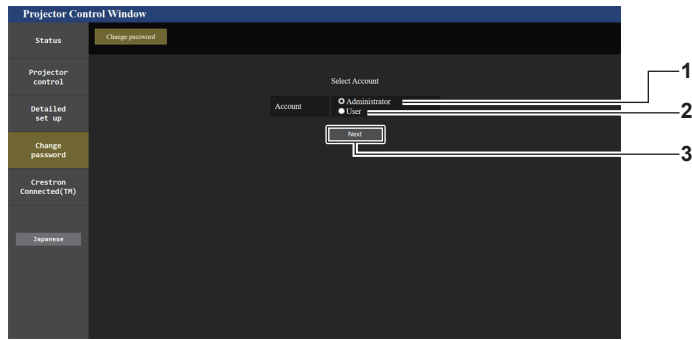 Projector Control Window
Status
Change password
Projector
control
Select Account
1
Account
Administrator
User
2
Detailed
set up
Next
3
Change
password
Crestron
Connected(TM)
Japanese